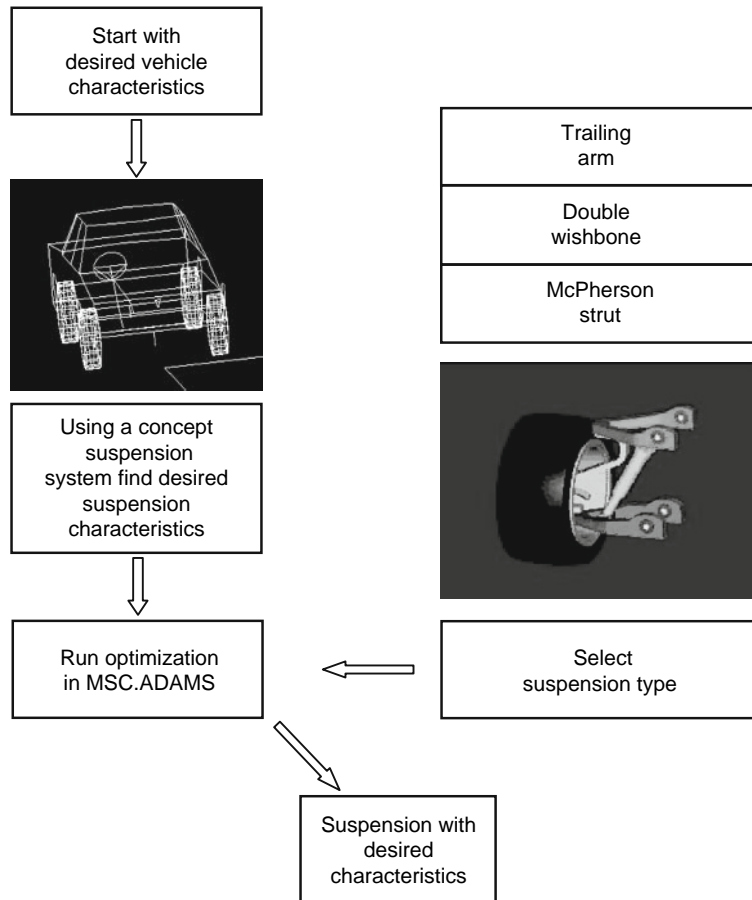 Start with
desired vehicle
characteristics
Trailing
arm
Double
wishbone
McPherson
strut
Using a concept
suspension
system find desired
suspension
characteristics
Run optimization
in MSC.ADAMS
Select
suspension type
Suspension with
desired
characteristics